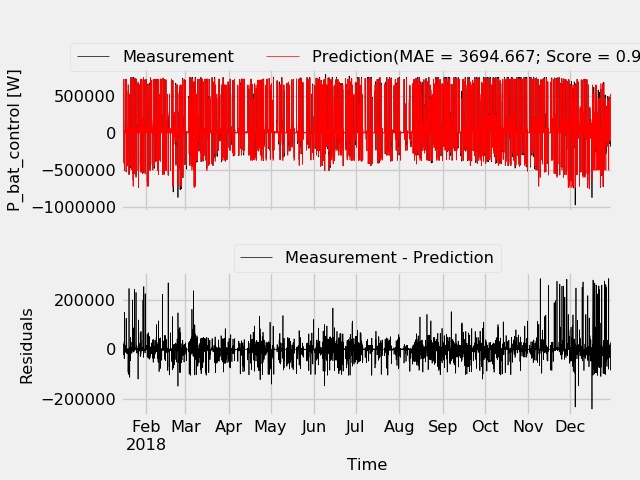 Measurement
Prediction(MAE = 3694.667; Score = 0.9
P_bat_control [W]
500000
0
−500000
−1000000
Measurement - Prediction
Residuals
200000
0
−200000
Feb Mar Apr May Jun Jul Aug Sep Oct Nov Dec
2018
Time